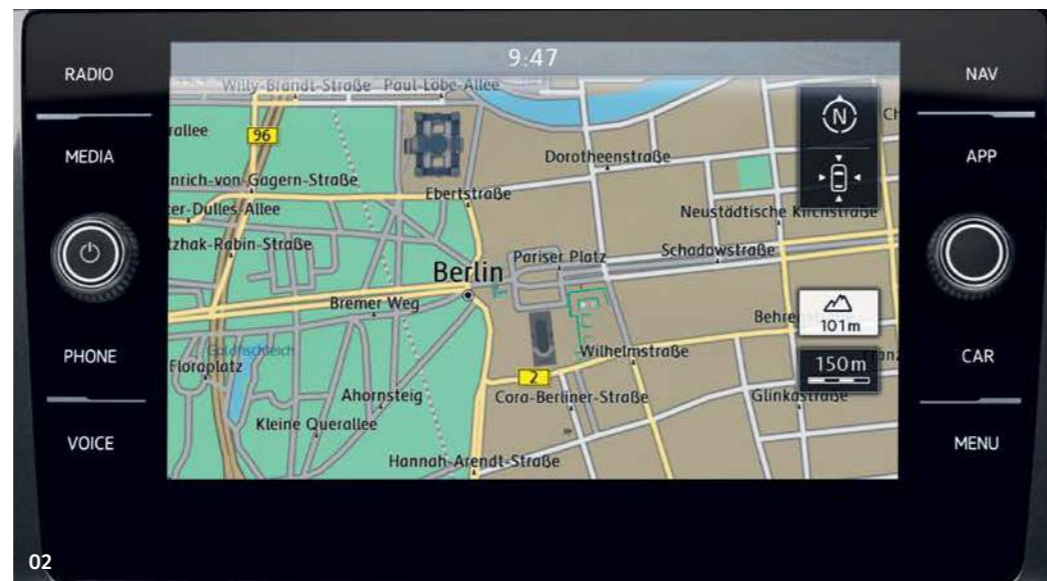 9:47
RADIO
NAV
Willy-Brandt-Straße Paul-Löbe-Allee
N
96
MEDIA
APP
Dorotheenstraße
Ebertstraße
Neustädtische Kirchstraße
Pariser Platz
Schadowstraße
Berlin
Bremer Weg
101m
150m
PHONE
CAR
Floraplatz
Wilhelmstraße
2
Ahornsteig
Cora-Berliner-Straße
Glinkastraße
Kleine Querallee
VOICE
MENU
Hannah-Arendt-Straße
02